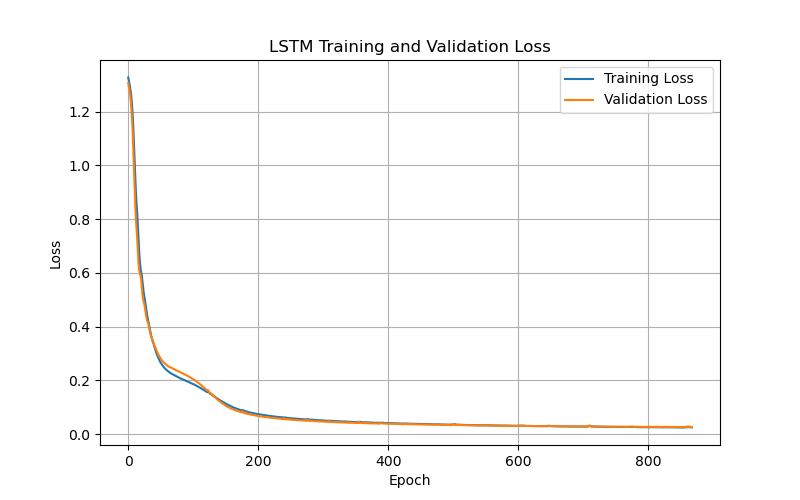 LSTM Training and Validation Loss
Training Loss
Validation Loss
1.2
1.0
0.8
0.6
0.4
0.2
0.0
Loss
0 200 400 600 800
Epoch